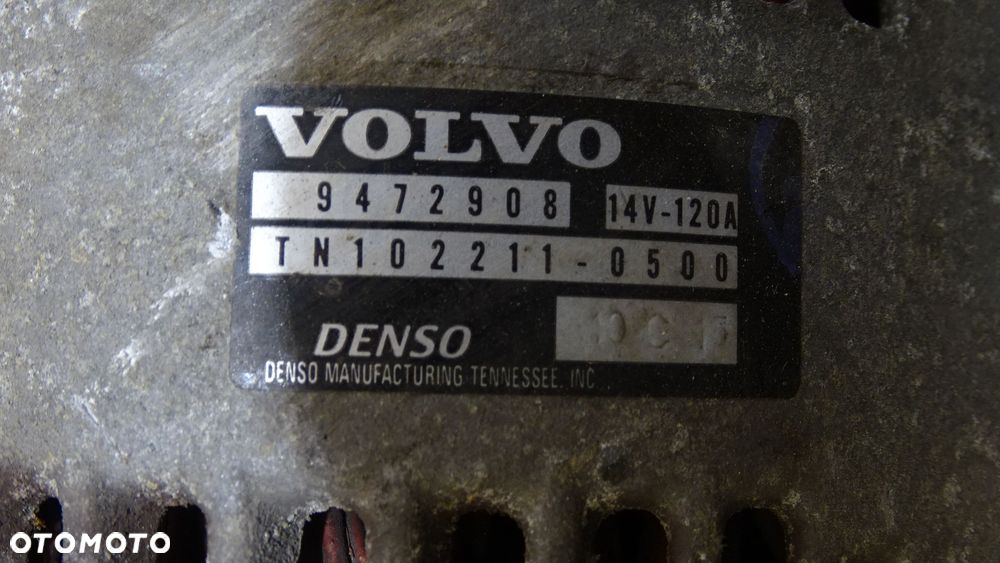 VOLVO
9472908 14V-120A
TN102211-0500
DENSO
DENSO MANUFACTURING TENNESSEE, INC
OTOMOTO